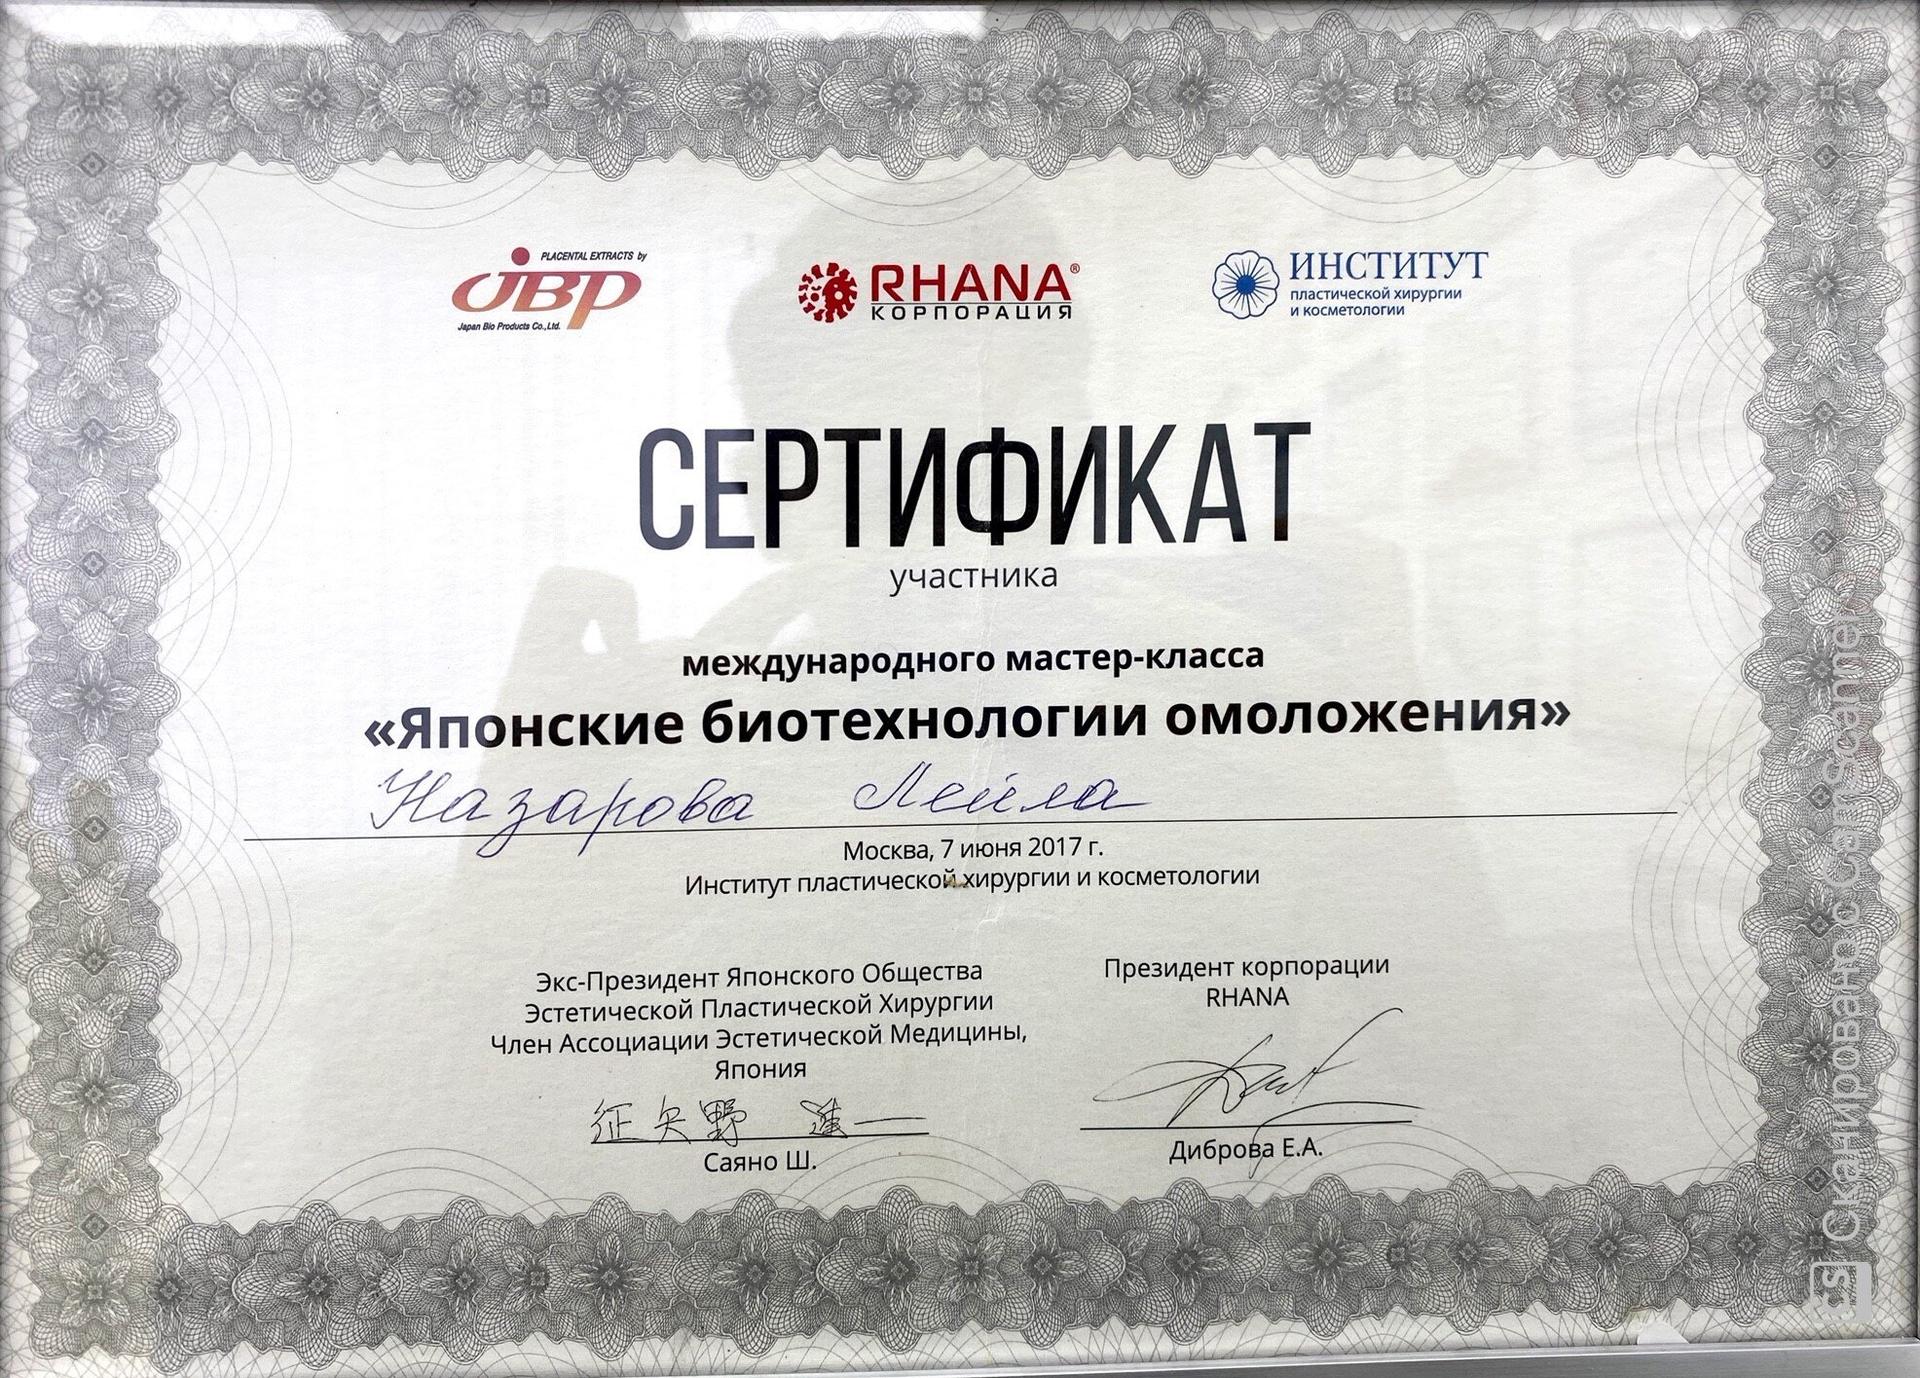 PLACENTAL EXTRACTS by
JBP
Japan Bio Products Co.,Ltd.
RHANA®
КОРПОРАЦИЯ
ИНСТИТУТ
пластической хирургии
и косметологии
СЕРТИФИКАТ
участника
международного мастер-класса
«Японские биотехнологии омоложения»
Назарова Лейла
Москва, 7 июня 2017 г.
Институт пластической хирургии и косметологии
Экс-Президент Японского Общества
Эстетической Пластической Хирургии
Член Ассоциации Эстетической Медицины,
Япония
征矢野 進一
Саяно Ш.
Президент корпорации
RHANA
Диброва Е.А.
CS Сканировано с CamScanner